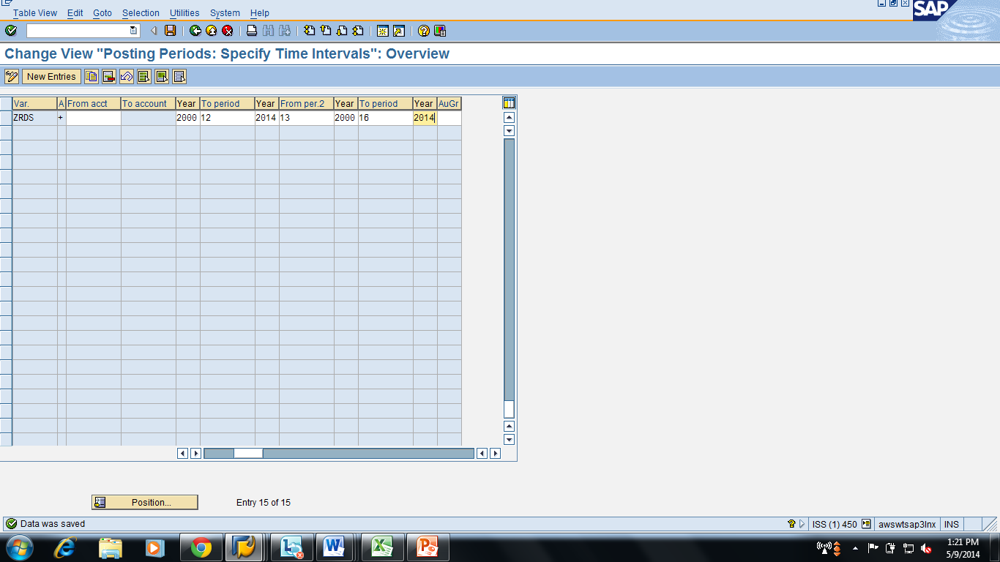 Table View Edit Goto Selection Utilities System Help
SAP
Change View "Posting Periods: Specify Time Intervals": Overview
New Entries
Var. A From acct To account Year To period Year From per.2 Year To period Year AuGr
ZRDS + 2000 12 2014 13 2000 16 2014
Position... Entry 15 of 15
Data was saved ISS (1) 450 awswtsap3lnx INS
1:21 PM
5/9/2014